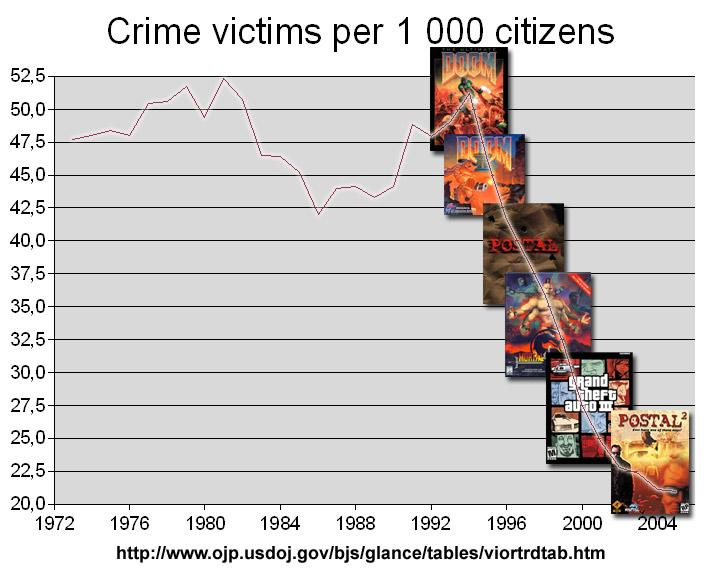 Crime victims per 1 000 citizens
52,5
50,0
47,5
45,0
42,5
40,0
37,5
35,0
32,5
30,0
27,5
25,0
22,5
20,0
1972
1976
1980
1984
1988
1992
1996
2000
2004
THE ULTIMATE
DOOM
DOOM
II
POSTAL
grand
theft
auto III
POSTAL²
http://www.ojp.usdoj.gov/bjs/glance/tables/viortrdtab.htm